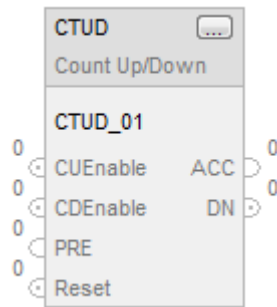 CTUD ...
Count Up/Down
CTUD_01
0 0
CUEnable ACC
0 0
CDEnable DN
0
PRE
0
Reset